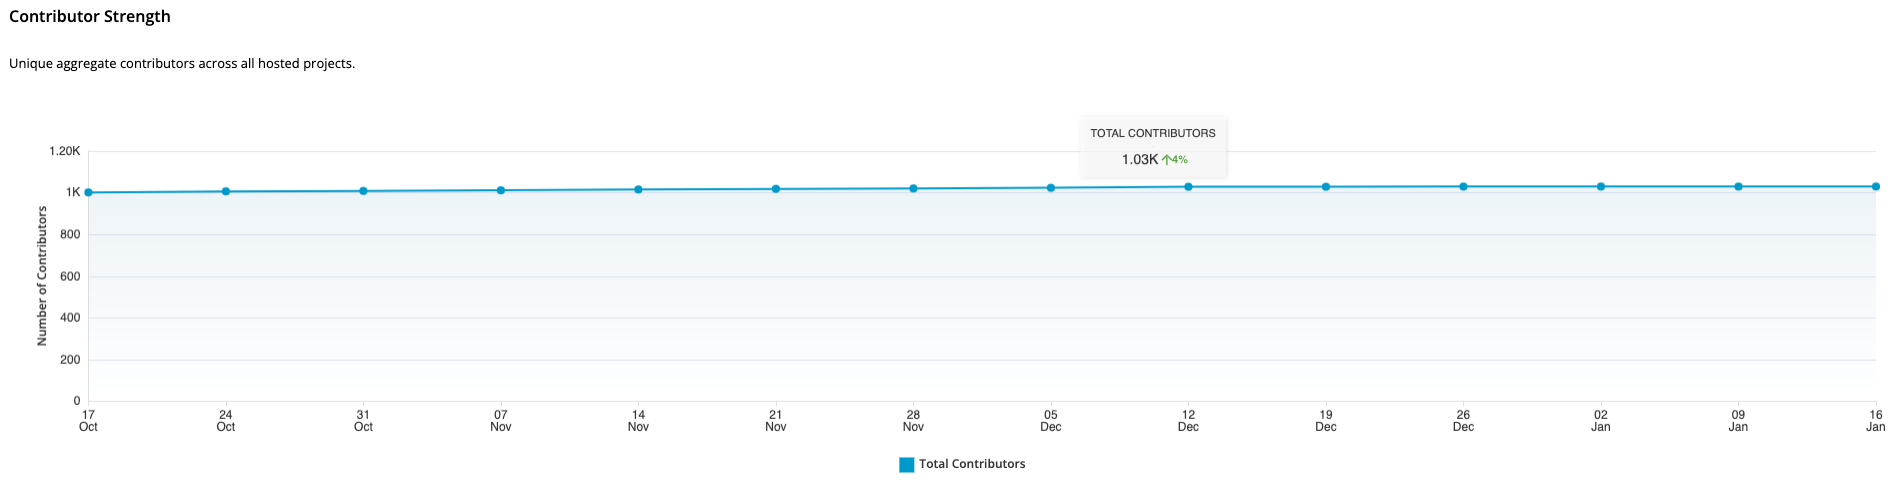 Contributor Strength
Unique aggregate contributors across all hosted projects.
TOTAL CONTRIBUTORS
1.03K ↑4%
Number of Contributors
1.20K
1K
800
600
400
200
0
17 Oct
24 Oct
31 Oct
07 Nov
14 Nov
21 Nov
28 Nov
05 Dec
12 Dec
19 Dec
26 Dec
02 Jan
09 Jan
16 Jan
Total Contributors